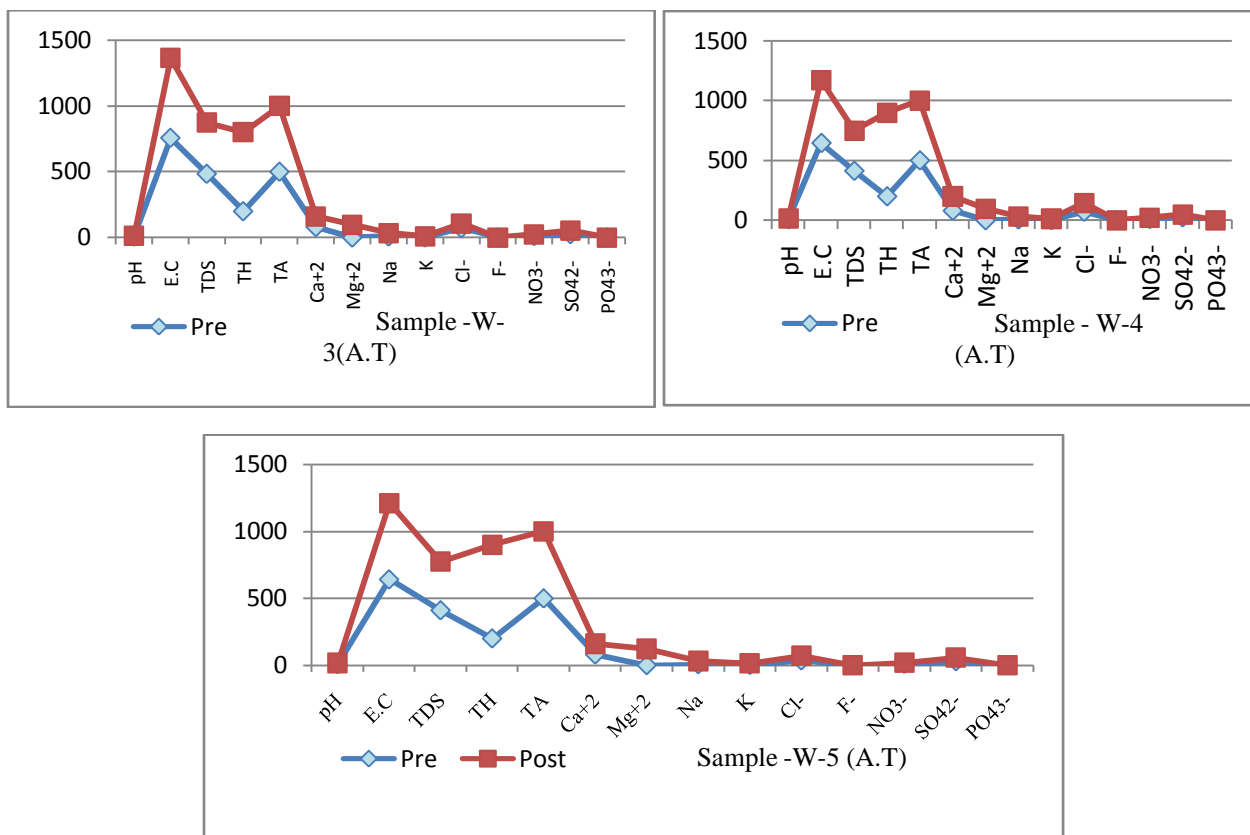 1500
1000
500
0
pH
E.C
TDS
TH
TA
Ca+2
Mg+2
Na
K
Cl-
F-
NO3-
SO42-
PO43-
Pre
Sample -W-
3(A.T)
1500
1000
500
0
pH
E.C
TDS
TH
TA
Ca+2
Mg+2
Na
K
Cl-
F-
NO3-
SO42-
PO43-
Pre
Sample - W-4
(A.T)
1500
1000
500
0
pH
E.C
TDS
TH
TA
Ca+2
Mg+2
Na
K
Cl-
F-
NO3-
SO42-
PO43-
Pre Post Sample -W-5 (A.T)